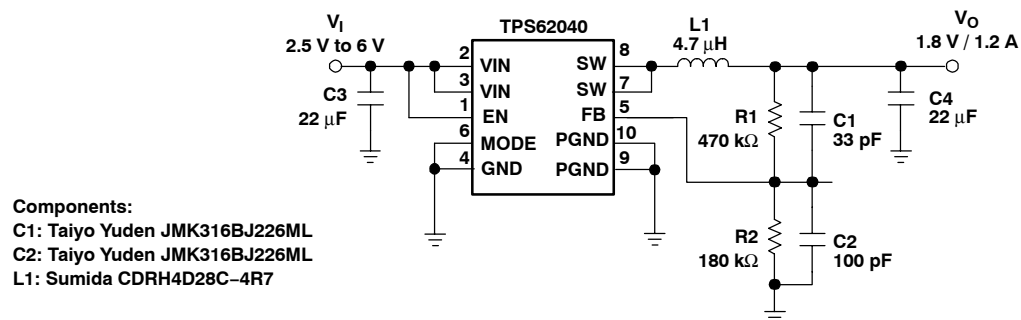 TPS62040
VI
2.5 V to 6 V
C3
22 μF
2
3
1
6
4
VIN
VIN
EN
MODE
GND
SW
SW
FB
PGND
PGND
8
7
5
10
9
L1
4.7 μH
R1
470 kΩ
C1
33 pF
R2
180 kΩ
C2
100 pF
VO
1.8 V / 1.2 A
C4
22 μF
Components:
C1: Taiyo Yuden JMK316BJ226ML
C2: Taiyo Yuden JMK316BJ226ML
L1: Sumida CDRH4D28C−4R7